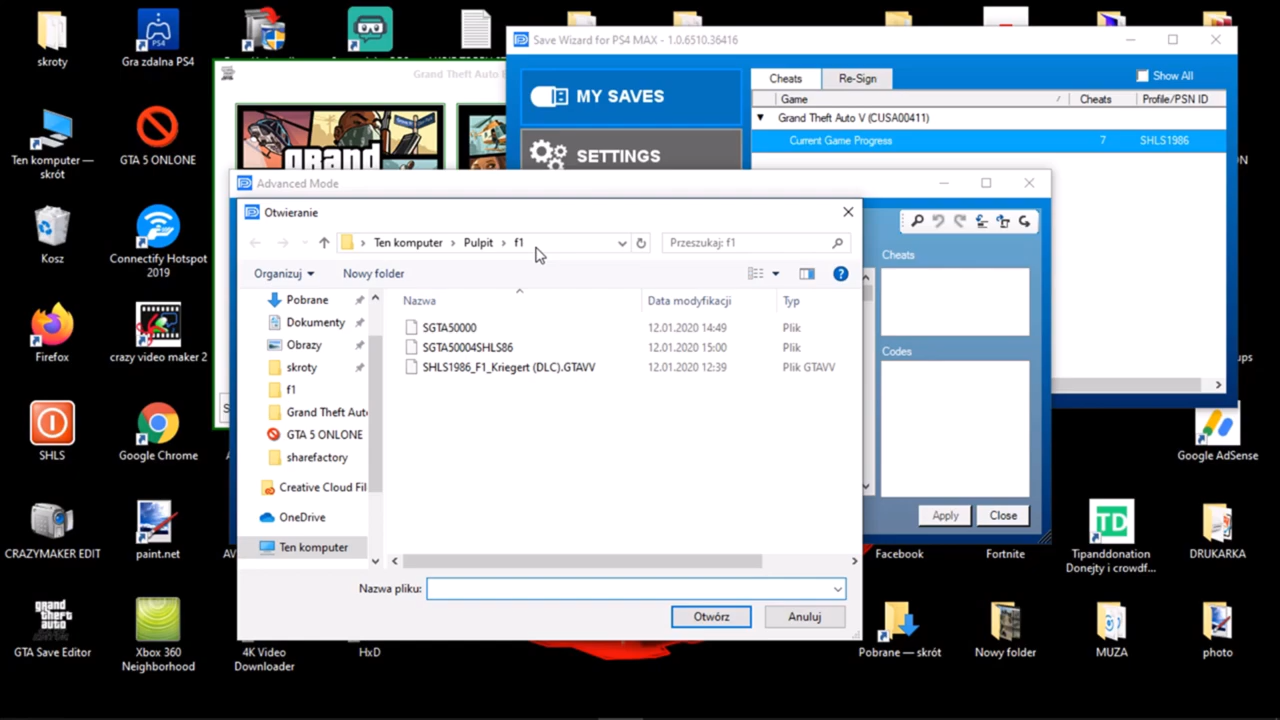 skroty
Gra zdalna PS4
Ten komputer —
skrót
GTA 5 ONLONE
Kosz
Connectify Hotspot
2019
Firefox
crazy video maker 2
SHLS
Google Chrome
CRAZYMAKER EDIT
paint.net
GTA Save Editor
Xbox 360
Neighborhood
4K Video
Downloader
HxD
Grand Theft Auto
GRAND
Save Wizard for PS4 MAX - 1.0.6510.36416
MY SAVES
SETTINGS
Cheats
Re-Sign
Show All
Game
Cheats
Profile/PSN ID
Grand Theft Auto V (CUSA00411)
Current Game Progress
7
SHLS1986
Advanced Mode
Cheats
Codes
Apply
Close
Otwieranie
Ten komputer
Pulpit
f1
Przeszukaj: f1
Organizuj
New folder
Pobrane
Dokumenty
Obrazy
skroty
f1
Grand Theft Aut
GTA 5 ONLONE
sharefactory
Creative Cloud Fil
OneDrive
Ten komputer
Nazwa
Data modyfikacji
Typ
SGTA50000
12.01.2020 14:49
Plik
SGTA50004SHLS86
12.01.2020 15:00
Plik
SHLS1986_F1_Kriegert (DLC).GTAVV
12.01.2020 12:39
Plik GTAVV
Nazwa pliku:
Otwórz
Anuluj
ups
Google AdSense
Facebook
Fortnite
TD
Tipanddonation
Donejty i crowdf...
DRUKARKA
Pobrane — skrót
Nowy folder
MUZA
photo